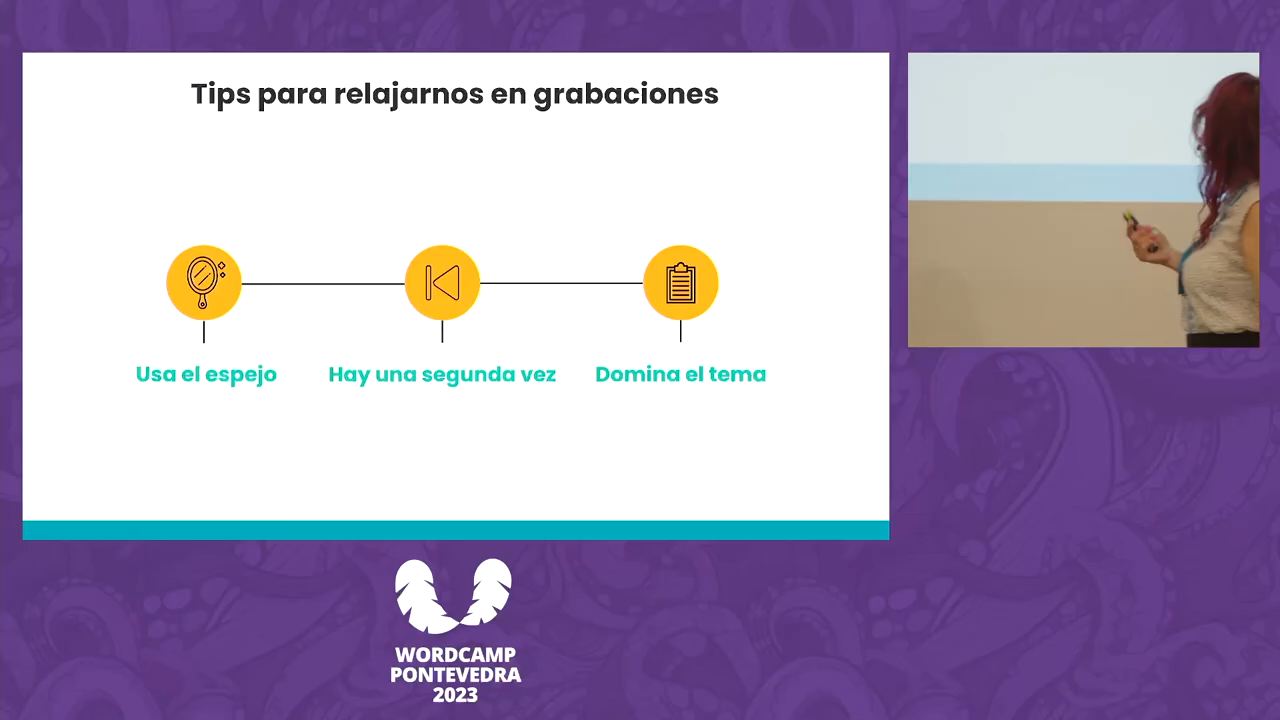 Tips para relajarnos en grabaciones
Usa el espejo
Hay una segunda vez
Domina el tema
WORDCAMP
PONTEVEDRA
2023